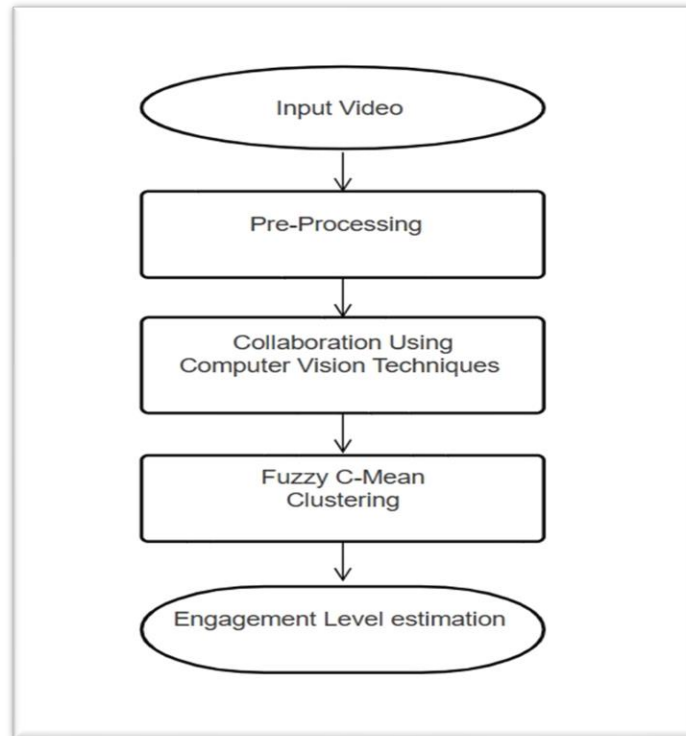 Input Video
Pre-Processing
Collaboration Using
Computer Vision Techniques
Fuzzy C-Mean
Clustering
Engagement Level estimation